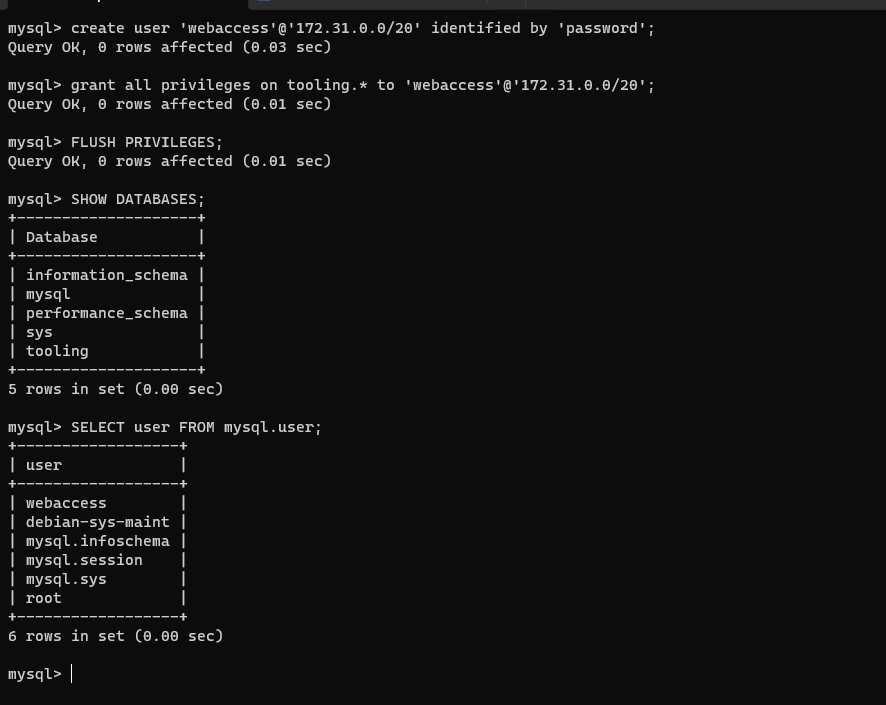 mysql> create user 'webaccess'@'172.31.0.0/20' identified by 'password';
Query OK, 0 rows affected (0.03 sec)
mysql> grant all privileges on tooling.* to 'webaccess'@'172.31.0.0/20';
Query OK, 0 rows affected (0.01 sec)
mysql> FLUSH PRIVILEGES;
Query OK, 0 rows affected (0.01 sec)
mysql> SHOW DATABASES;
+--------------------+
| Database           |
+--------------------+
| information_schema |
| mysql              |
| performance_schema |
| sys                |
| tooling            |
+--------------------+
5 rows in set (0.00 sec)
mysql> SELECT user FROM mysql.user;
+------------------+
| user             |
+------------------+
| webaccess        |
| debian-sys-maint |
| mysql.infoschema |
| mysql.session    |
| mysql.sys        |
| root             |
+------------------+
6 rows in set (0.00 sec)
mysql>